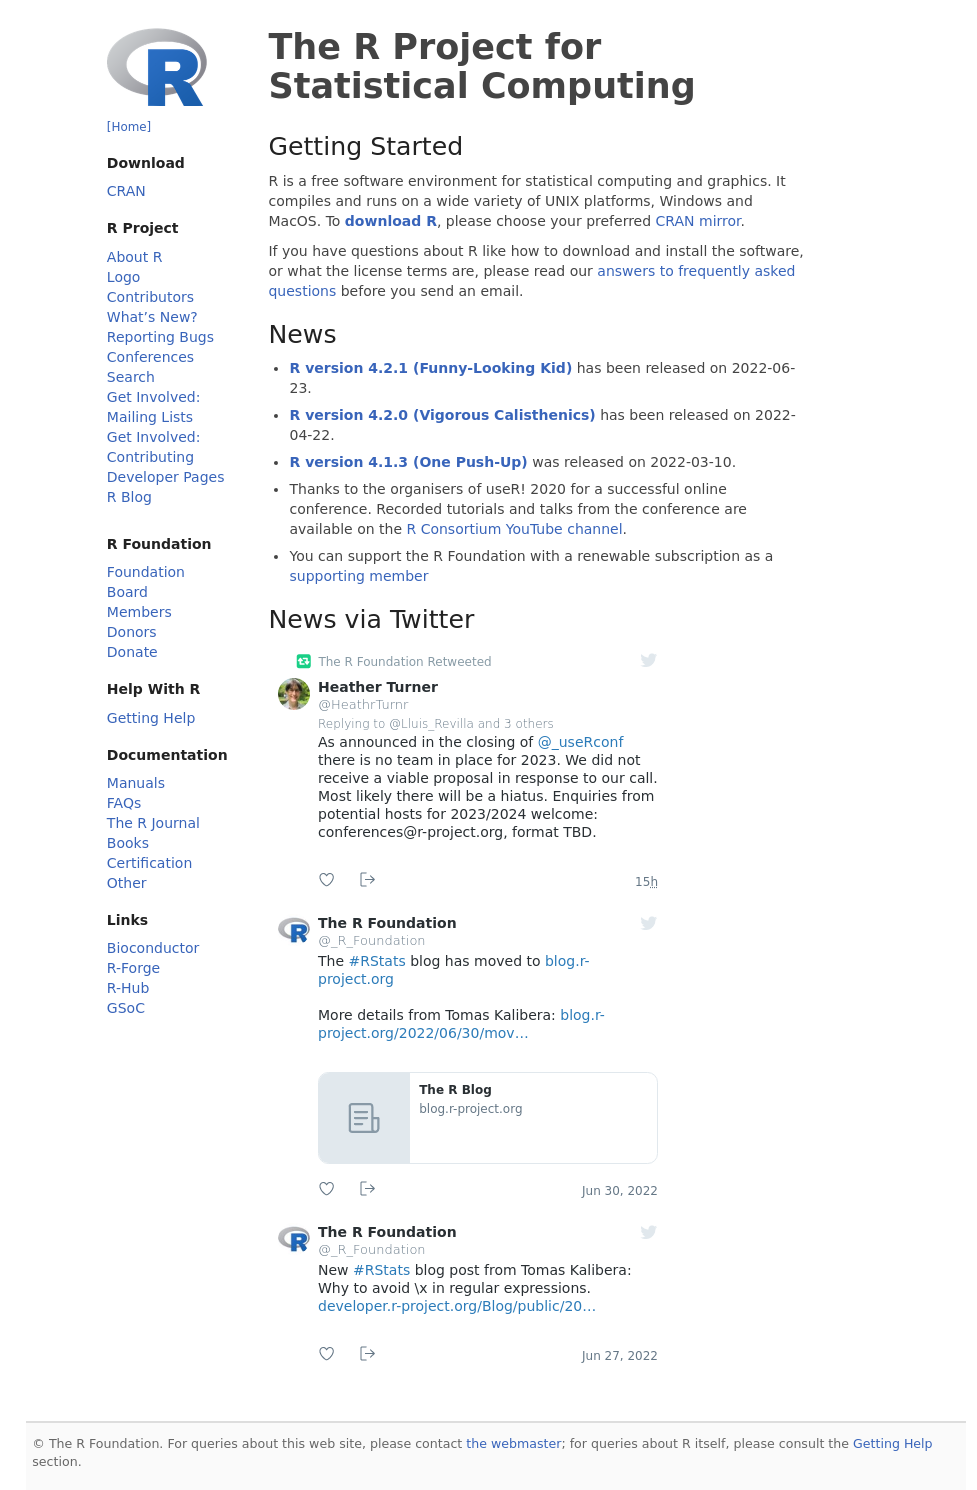 [Home]
Download
CRAN
R Project
About R
Logo
Contributors
What's New?
Reporting Bugs
Conferences
Search
Get Involved:
Mailing Lists
Get Involved:
Contributing
Developer Pages
R Blog
R Foundation
Foundation
Board
Members
Donors
Donate
Help With R
Getting Help
Documentation
Manuals
FAQs
The R Journal
Books
Certification
Other
Links
Bioconductor
R-Forge
R-Hub
GSoC
The R Project for
Statistical Computing
Getting Started
R is a free software environment for statistical computing and graphics. It
compiles and runs on a wide variety of UNIX platforms, Windows and
MacOS. To download R, please choose your preferred CRAN mirror.
If you have questions about R like how to download and install the software,
or what the license terms are, please read our answers to frequently asked
questions before you send an email.
News
• R version 4.2.1 (Funny-Looking Kid) has been released on 2022-06-
23.
• R version 4.2.0 (Vigorous Calisthenics) has been released on 2022-
04-22.
• R version 4.1.3 (One Push-Up) was released on 2022-03-10.
• Thanks to the organisers of useR! 2020 for a successful online
conference. Recorded tutorials and talks from the conference are
available on the R Consortium YouTube channel.
• You can support the R Foundation with a renewable subscription as a
supporting member
News via Twitter
The R Foundation Retweeted
Heather Turner
@HeathrTurnr
Replying to @Lluis_Revilla and 3 others
As announced in the closing of @_useRconf
there is no team in place for 2023. We did not
receive a viable proposal in response to our call.
Most likely there will be a hiatus. Enquiries from
potential hosts for 2023/2024 welcome:
conferences@r-project.org, format TBD.
15h
The R Foundation
@_R_Foundation
The #RStats blog has moved to blog.r-
project.org
More details from Tomas Kalibera: blog.r-
project.org/2022/06/30/mov…
The R Blog
blog.r-project.org
Jun 30, 2022
The R Foundation
@_R_Foundation
New #RStats blog post from Tomas Kalibera:
Why to avoid \x in regular expressions.
developer.r-project.org/Blog/public/20…
Jun 27, 2022
© The R Foundation. For queries about this web site, please contact the webmaster; for queries about R itself, please consult the Getting Help
section.